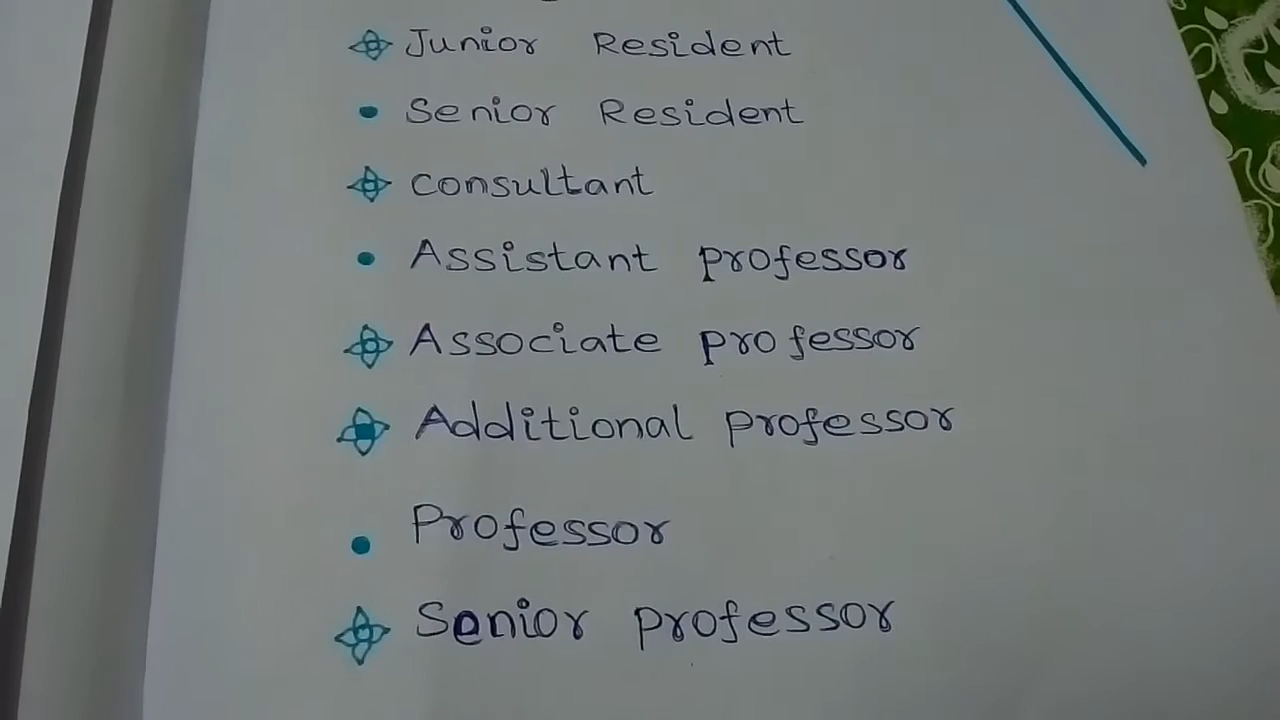 Junior Resident
Senior Resident
consultant
Assistant professor
Associate professor
Additional professor
Professor
Senior professor